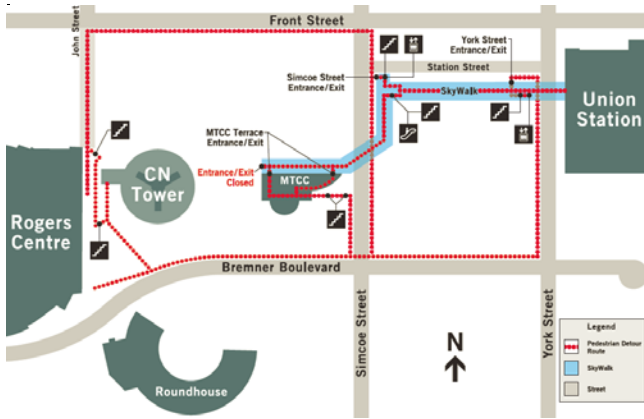 Front Street
John Street
York Street
Entrance/Exit
Simcoe Street
Entrance/Exit
Station Street
SkyWalk
Union
Station
MTCC Terrace
Entrance/Exit
Entrance/Exit
Closed
MTCC
CN
Tower
Rogers
Centre
Bremner Boulevard
Simcoe Street
York Street
N
Roundhouse
Legend
Pedestrian Detour
Route
SkyWalk
Street